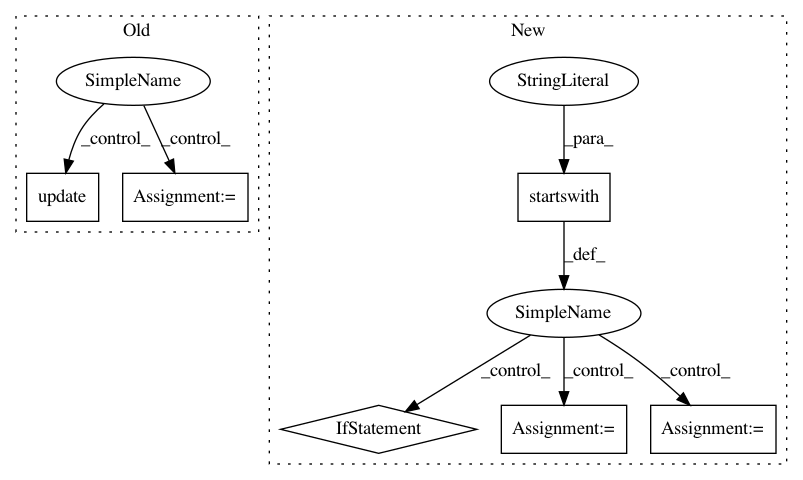 Old
New
SimpleName
StringLiteral
_control_
_control_
_para_
update
Assignment:=
startswith
_def_
SimpleName
_control_
_control_
_control_
IfStatement
Assignment:=
Assignment:=